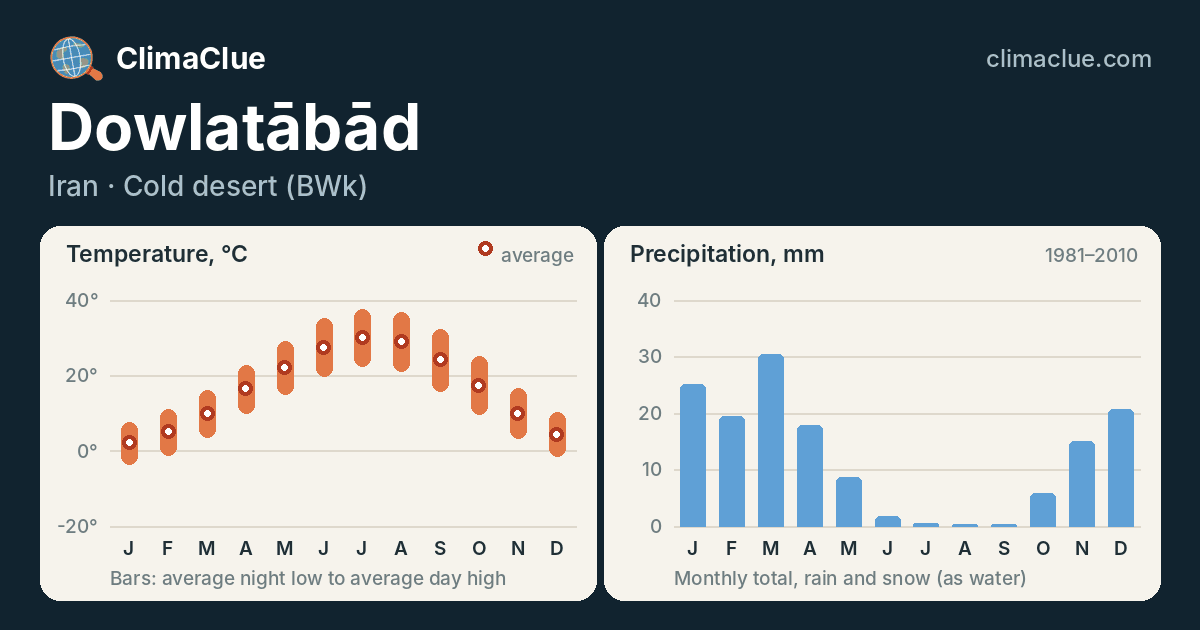 ClimaClue
climaclue.com
Dowlatābād
Iran · Cold desert (BWk)
Temperature, °C
average
40°
20°
0°
-20°
J F M A M J J A S O N D
Bars: average night low to average day high
Precipitation, mm
1981–2010
40
30
20
10
0
J F M A M J J A S O N D
Monthly total, rain and snow (as water)